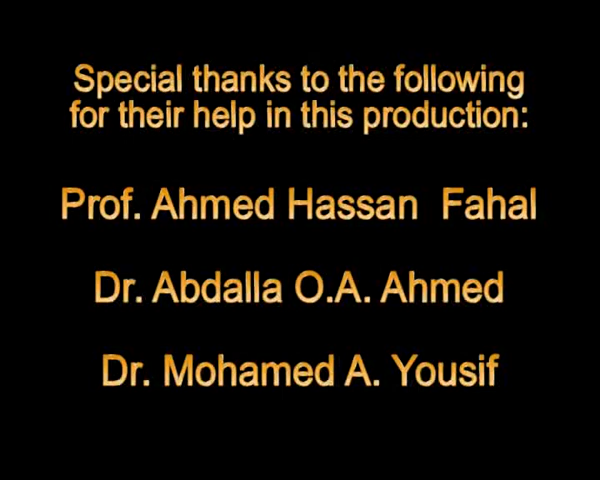 Special thanks to the following
for their help in this production:
Prof. Ahmed Hassan  Fahal
Dr. Abdalla O.A. Ahmed
Dr. Mohamed A. Yousif